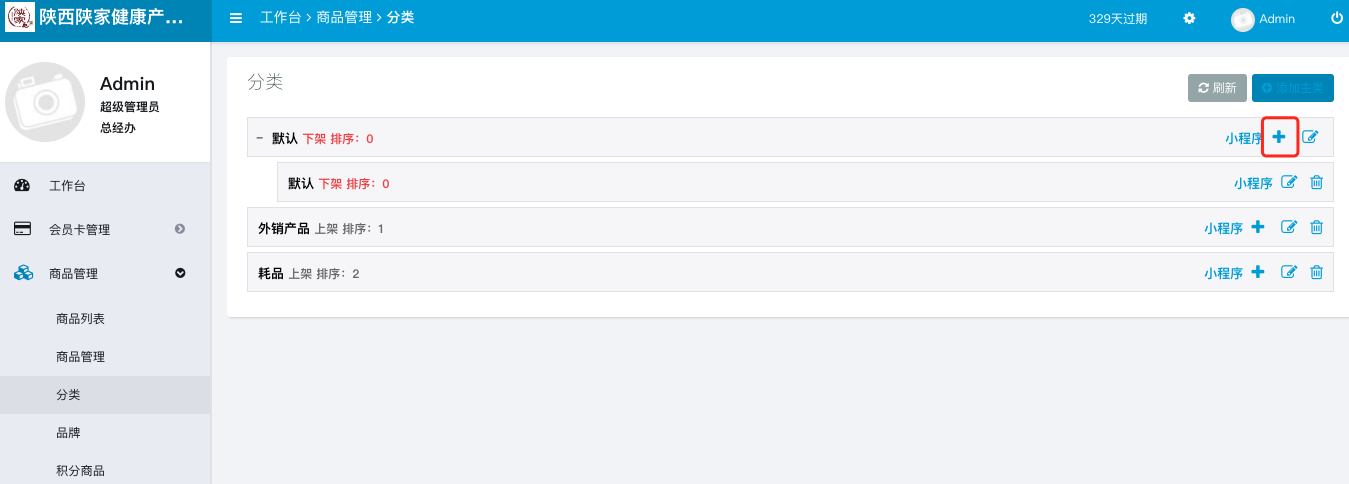 陕西陕家健康产... 工作台 > 商品管理 > 分类 329天过期 Admin
Admin
超级管理员
总经办
工作台
会员卡管理
商品管理
商品列表
商品管理
分类
品牌
积分商品
分类
刷新 添加主类
默认 下架 排序：0 小程序
默认 下架 排序：0 小程序
外销产品 上架 排序：1 小程序
耗品 上架 排序：2 小程序